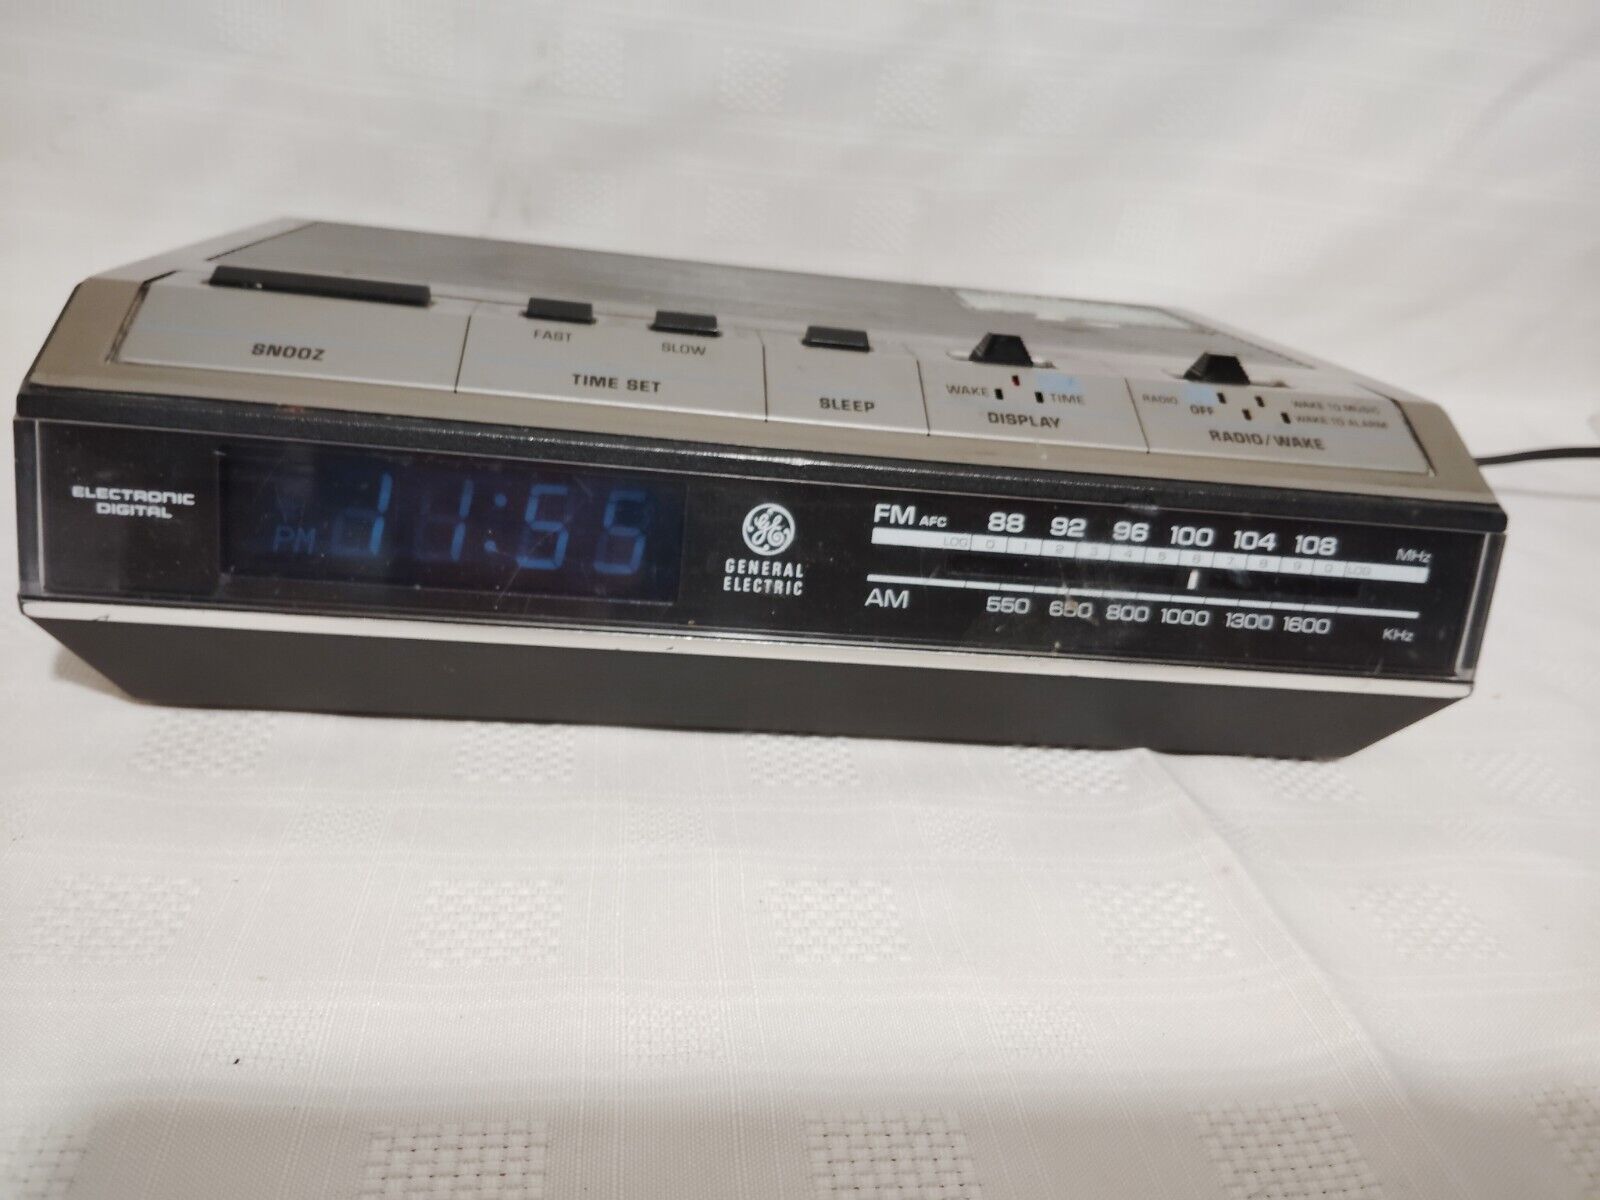 SNOOZ
FAST
SLOW
TIME SET
SLEEP
WAKE
TIME
DISPLAY
RADIO
OFF
WAKE TO MUSIC
WAKE TO ALARM
RADIO/WAKE
ELECTRONIC
DIGITAL
PM 11:55
GE
GENERAL
ELECTRIC
FM AFC 88 92 96 100 104 108 MHz
LOG 0 1 2 3 4 5 6 7 8 9 0 LOG
AM 550 650 800 1000 1300 1600 KHz